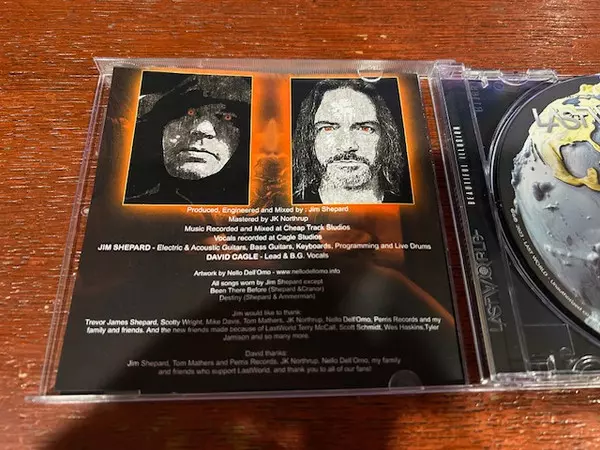 Produced, Engineered and Mixed by : Jim Shepard
Mastered by JK Northrup
Music Recorded and Mixed at Cheap Track Studios
Vocals recorded at Cagle Studios
JIM SHEPARD - Electric & Acoustic Guitars, Bass Guitars, Keyboards, Programming and Live Drums
DAVID CAGLE - Lead & B.G. Vocals
Artwork by Nello Dell'Omo - www.nellodellomo.info
All songs worn by Jim Shepard except
Been There Before (Shepard &Cranor)
Destiny (Shepard & Ammerman)
Jim would like to thank:
Trevor James Shepard, Scotty Wright, Mike Davis, Tom Mathers, JK Northrup, Nello Dell'Omo, Perris Records and my
family and friends. And the new friends made because of LastWorld Terry McCall, Scott Schmidt, Wes Hoskins,Tyler
Jamison and so many more.
David thanks:
Jim Shepard, Tom Mathers and Perris Records, JK Northrup, Nello Dell'Omo, my family
and friends who support LastWorld, and thank you to all of our fans!
LASTWORLD
BEAUTIFUL ILLUSION
LAST WORLD